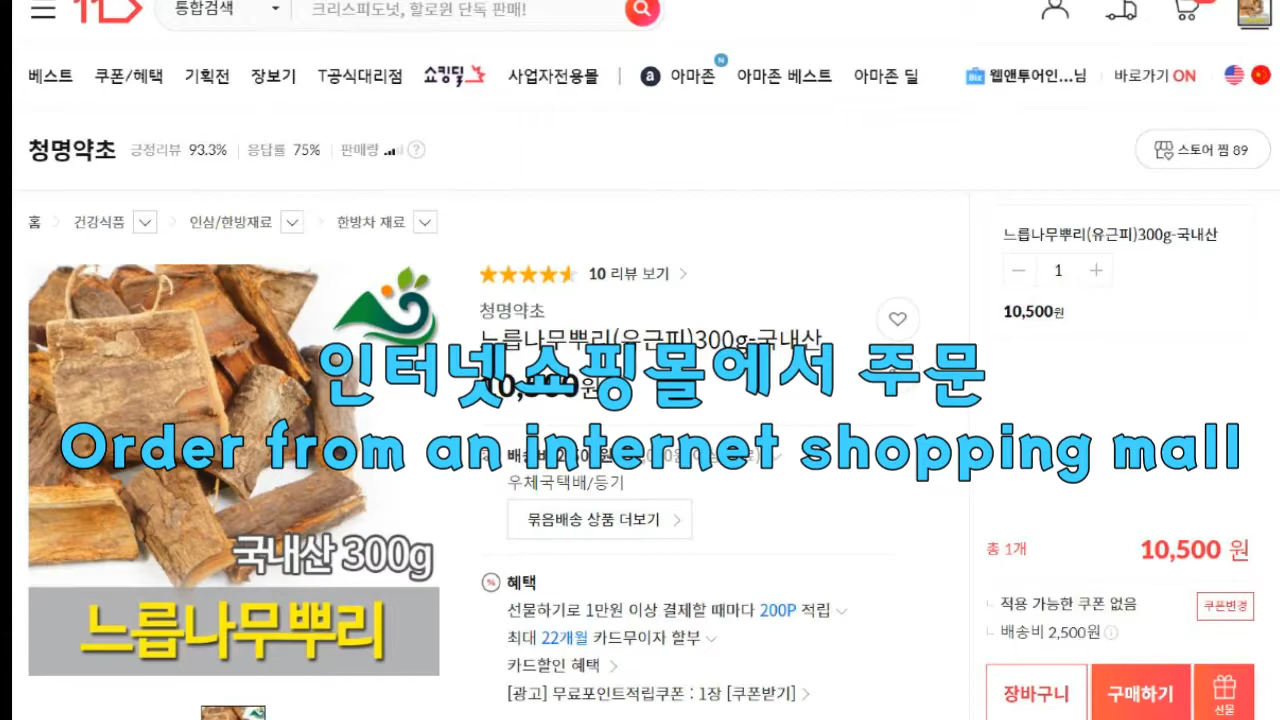 통합검색
크리스피도넛, 할로윈 단독 판매!
베스트 쿠폰/혜택 기획전 장보기 T공식대리점 쇼킹딜 사업자전용몰 | a 아마존 N 아마존 베스트 아마존 딜 Biz 웹앤투어인...님 바로가기 ON
청명약초 긍정리뷰 93.3% 응답률 75% 판매량 ?
스토어 찜 89
홈 건강식품 인삼/한방재료 한방차 재료
국내산 300g
느릅나무뿌리
10 리뷰 보기
청명약초
느릅나무뿌리(유근피)300g-국내산
인터넷쇼핑몰에서 주문
Order from an internet shopping mall
우체국택배/등기
묶음배송 상품 더보기
% 혜택
선물하기로 1만원 이상 결제할 때마다 200P 적립
최대 22개월 카드무이자 할부
카드할인 혜택
[광고] 무료포인트적립쿠폰 : 1장 [쿠폰받기]
느릅나무뿌리(유근피)300g-국내산
1
10,500원
총 1개 10,500 원
적용 가능한 쿠폰 없음 쿠폰변경
배송비 2,500원
장바구니 구매하기 선물